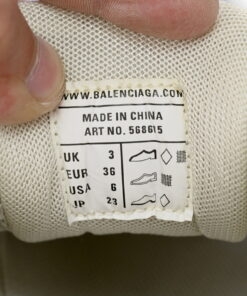 WWW.BALENCIAGA.COM
MADE IN CHINA
ART NO. 568615
UK 3
EUR 36
USA 6
JP 23